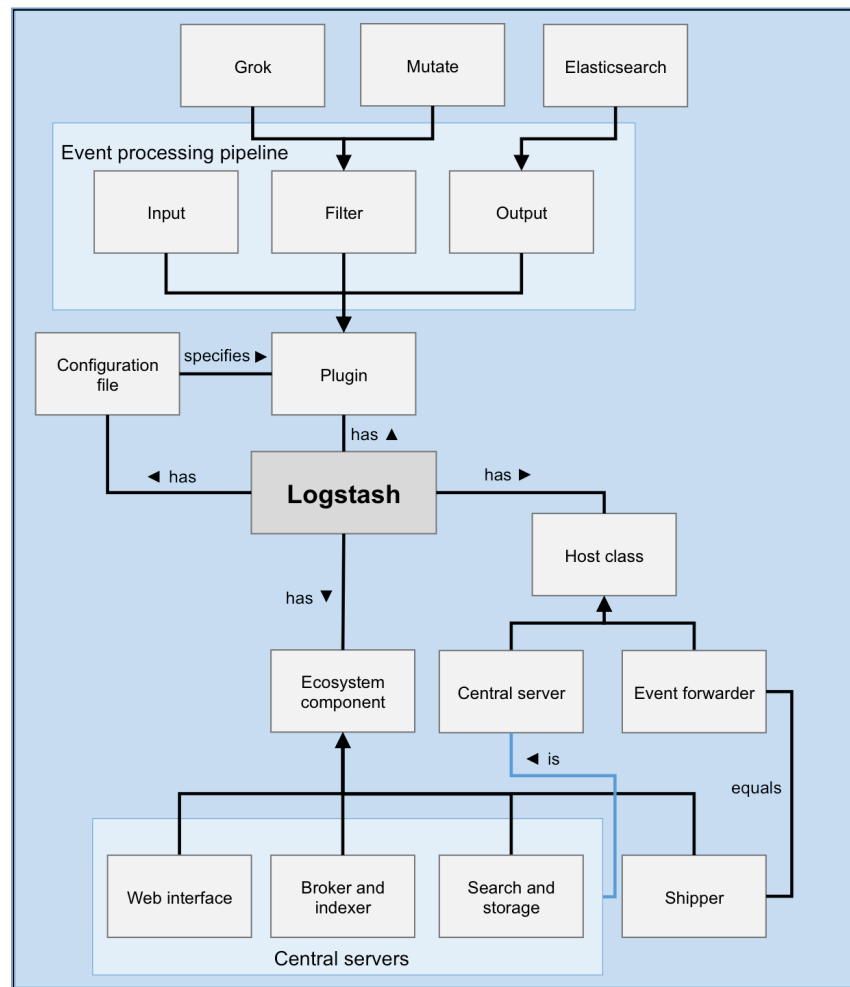 Grok
Mutate
Elasticsearch
Event processing pipeline
Input
Filter
Output
Configuration
file
specifies ►
Plugin
has ▲
◄ has
Logstash
has ►
Host class
has ▼
Ecosystem
component
Central server
Event forwarder
◄ is
equals
Web interface
Broker and
indexer
Search and
storage
Shipper
Central servers